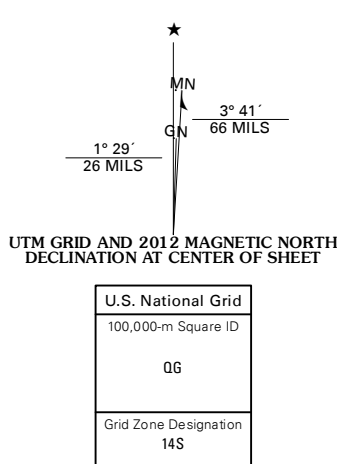 ★
MN
3° 41´
66 MILS
GN
1° 29´
26 MILS
UTM GRID AND 2012 MAGNETIC NORTH
DECLINATION AT CENTER OF SHEET
U.S. National Grid
100,000-m Square ID
QG
Grid Zone Designation
14S